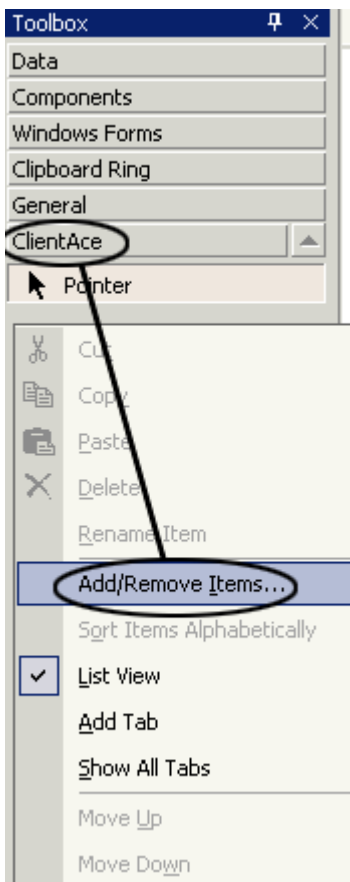 Toolbox
Data
Components
Windows Forms
Clipboard Ring
General
ClientAce
Pointer
Cut
Copy
Paste
Delete
Rename Item
Add/Remove Items...
Sort Items Alphabetically
List View
Add Tab
Show All Tabs
Move Up
Move Down